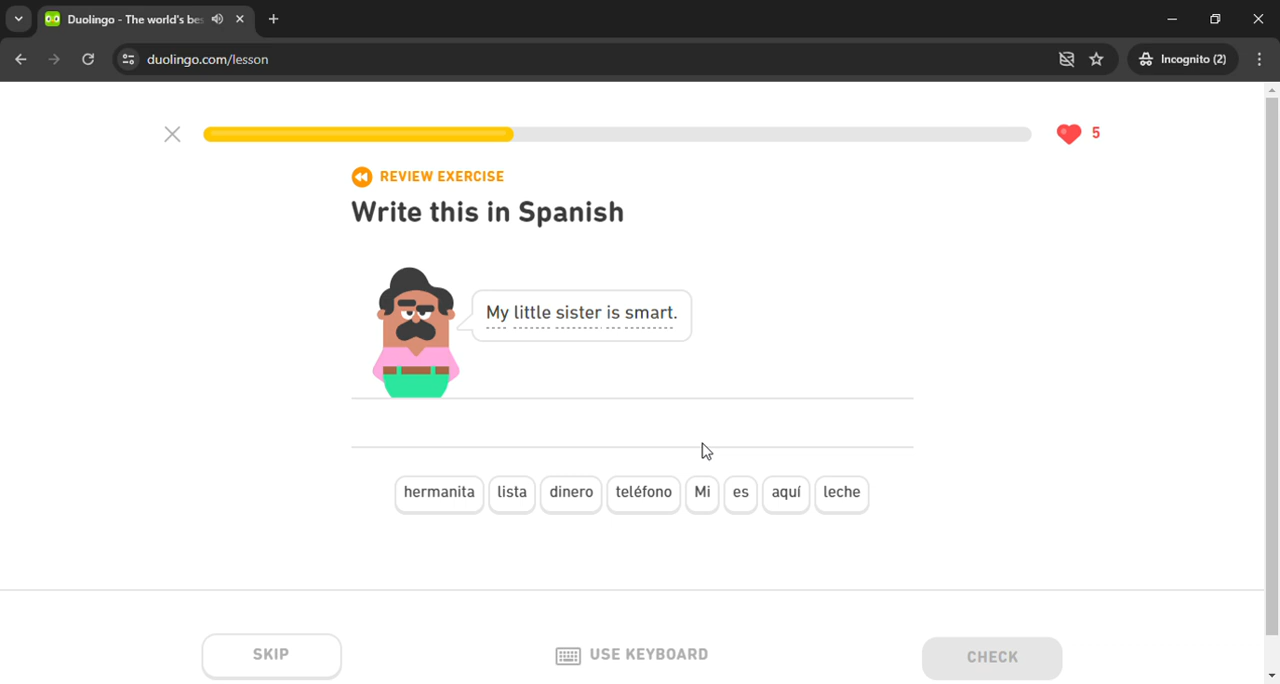 Duolingo - The world's bes
duolingo.com/lesson
Incognito (2)
5
REVIEW EXERCISE
Write this in Spanish
My little sister is smart.
hermanita lista dinero teléfono Mi es aquí leche
SKIP USE KEYBOARD CHECK